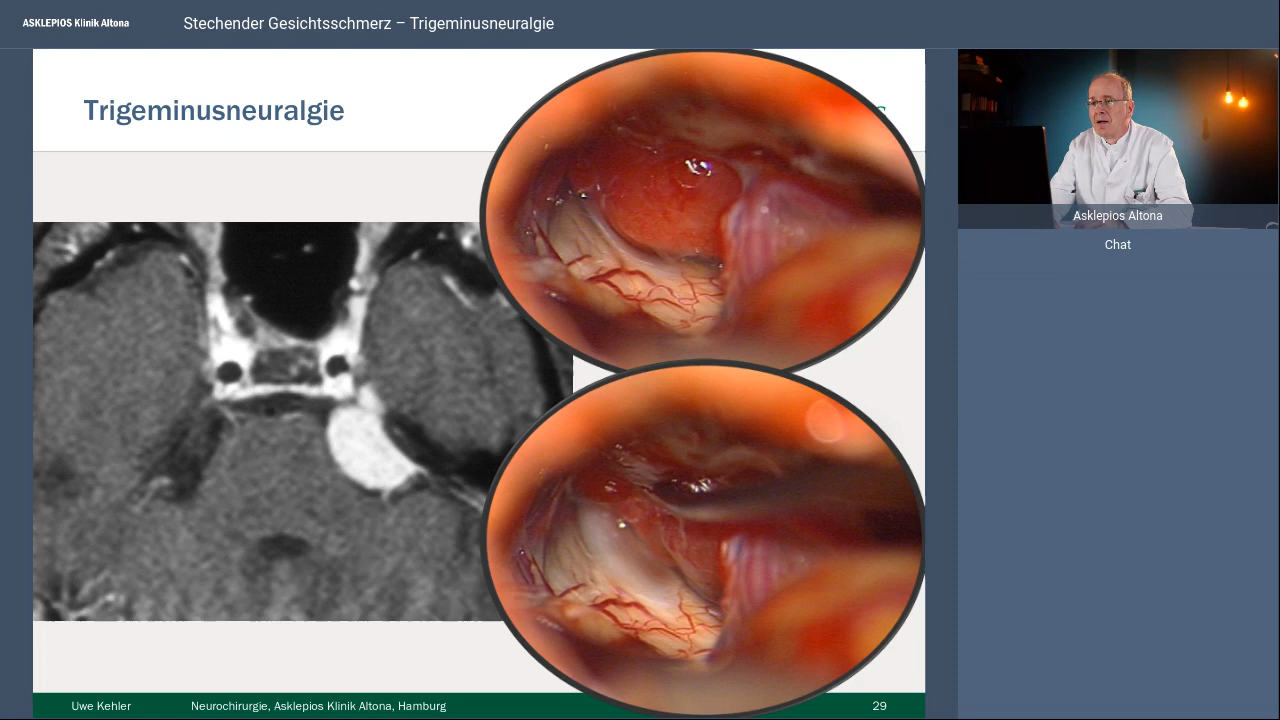 ASKLEPIOS Klinik Altona
Stechender Gesichtsschmerz – Trigeminusneuralgie
Trigeminusneuralgie
Asklepios Altona
Chat
Uwe Kehler
Neurochirurgie, Asklepios Klinik Altona, Hamburg
29